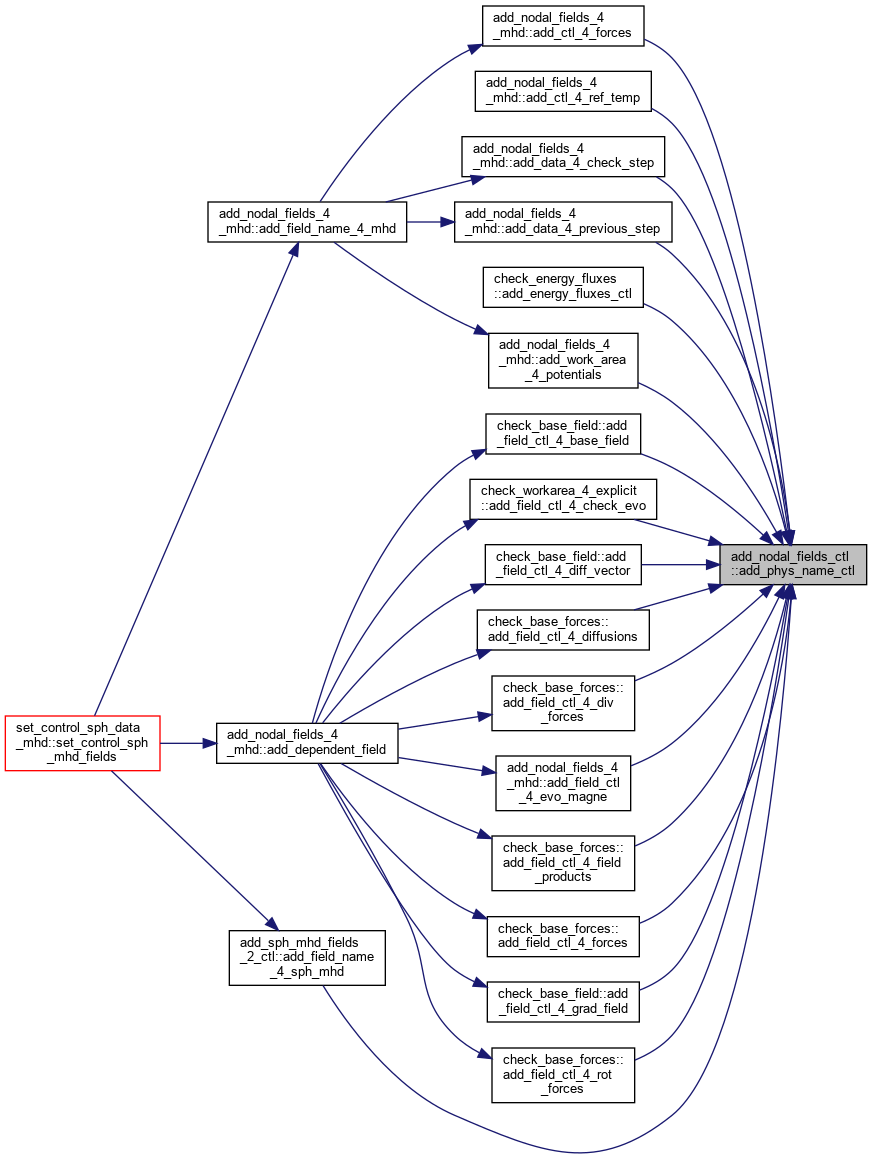 add_nodal_fields_4
_mhd::add_ctl_4_forces
add_nodal_fields_4
_mhd::add_ctl_4_ref_temp
add_nodal_fields_4
_mhd::add_data_4_check_step
add_nodal_fields_4
_mhd::add_field_name_4_mhd
add_nodal_fields_4
_mhd::add_data_4_previous_step
check_energy_fluxes
::add_energy_fluxes_ctl
add_nodal_fields_4
_mhd::add_work_area
_4_potentials
check_base_field::add
_field_ctl_4_base_field
check_workarea_4_explicit
::add_field_ctl_4_check_evo
check_base_field::add
_field_ctl_4_diff_vector
add_nodal_fields_ctl
::add_phys_name_ctl
check_base_forces::
add_field_ctl_4_diffusions
check_base_forces::
add_field_ctl_4_div
_forces
set_control_sph_data
_mhd::set_control_sph
_mhd_fields
add_nodal_fields_4
_mhd::add_dependent_field
add_nodal_fields_4
_mhd::add_field_ctl
_4_evo_magne
check_base_forces::
add_field_ctl_4_field
_products
check_base_forces::
add_field_ctl_4_forces
add_sph_mhd_fields
_2_ctl::add_field_name
_4_sph_mhd
check_base_field::add
_field_ctl_4_grad_field
check_base_forces::
add_field_ctl_4_rot
_forces